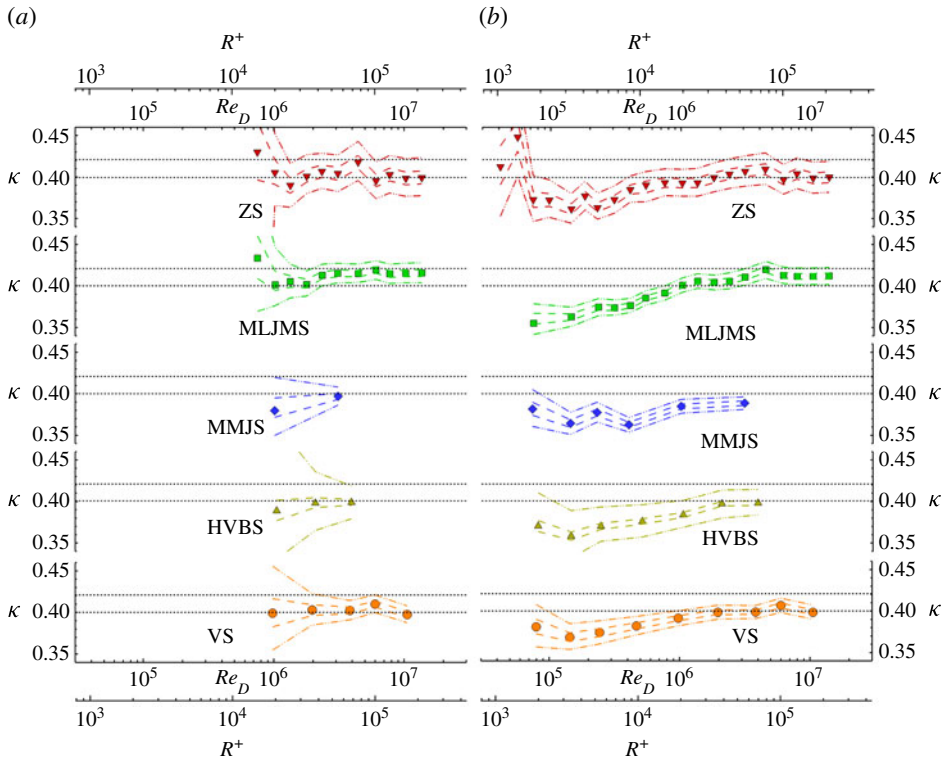 (a) (b)
R+ R+
10³ 10⁴ 10⁵ 10³ 10⁴ 10⁵
10⁵ Re_D 10⁶ 10⁷ 10⁵ Re_D 10⁶ 10⁷
0.45 0.45
κ 0.40 0.40 κ
ZS ZS
0.35 0.35
0.45 0.45
κ 0.40 0.40 κ
MLJMS MLJMS
0.35 0.35
0.45 0.45
κ 0.40 0.40 κ
MMJS MMJS
0.35 0.35
0.45 0.45
κ 0.40 0.40 κ
HVBS HVBS
0.35 0.35
0.45 0.45
κ 0.40 0.40 κ
VS VS
0.35 0.35
10⁵ Re_D 10⁶ 10⁷ 10⁵ Re_D 10⁶ 10⁷
10³ 10⁴ 10⁵ 10³ 10⁴ 10⁵
R+ R+